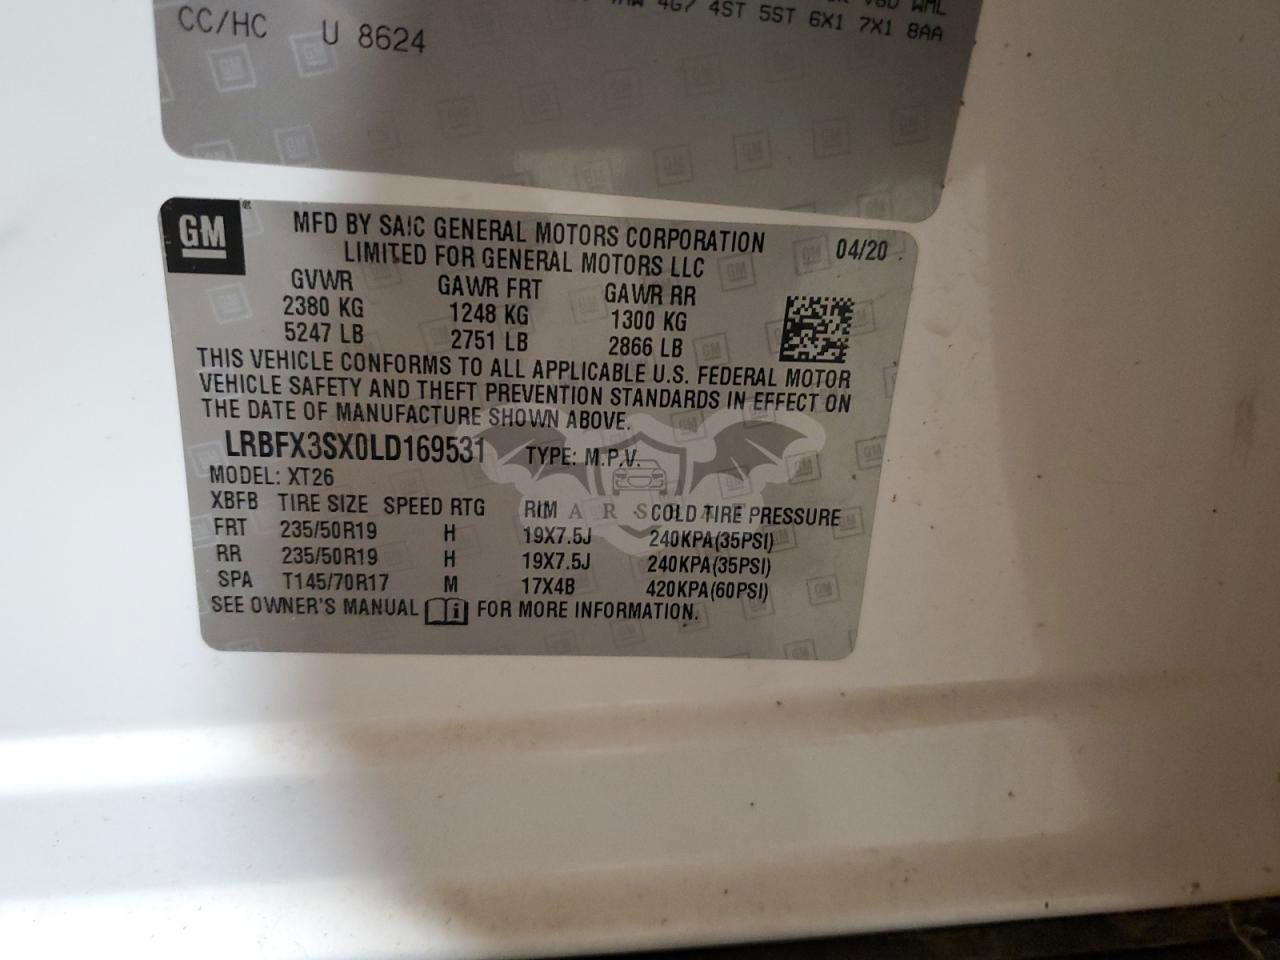 WML
4G7 4ST 5ST 6X1 7X1 8AA
CC/HC U 8624
GM
MFD BY SAIC GENERAL MOTORS CORPORATION
LIMITED FOR GENERAL MOTORS LLC
04/20
GVWR GAWR FRT GAWR RR
2380 KG 1248 KG 1300 KG
5247 LB 2751 LB 2866 LB
THIS VEHICLE CONFORMS TO ALL APPLICABLE U.S. FEDERAL MOTOR
VEHICLE SAFETY AND THEFT PREVENTION STANDARDS IN EFFECT ON
THE DATE OF MANUFACTURE SHOWN ABOVE.
LRBFX3SX0LD169531 TYPE: M.P.V.
MODEL: XT26
XBFB TIRE SIZE SPEED RTG RIM COLD TIRE PRESSURE
FRT 235/50R19 H 19X7.5J 240KPA(35PSI)
RR 235/50R19 H 19X7.5J 240KPA(35PSI)
SPA T145/70R17 M 17X4B 420KPA(60PSI)
SEE OWNER'S MANUAL FOR MORE INFORMATION.